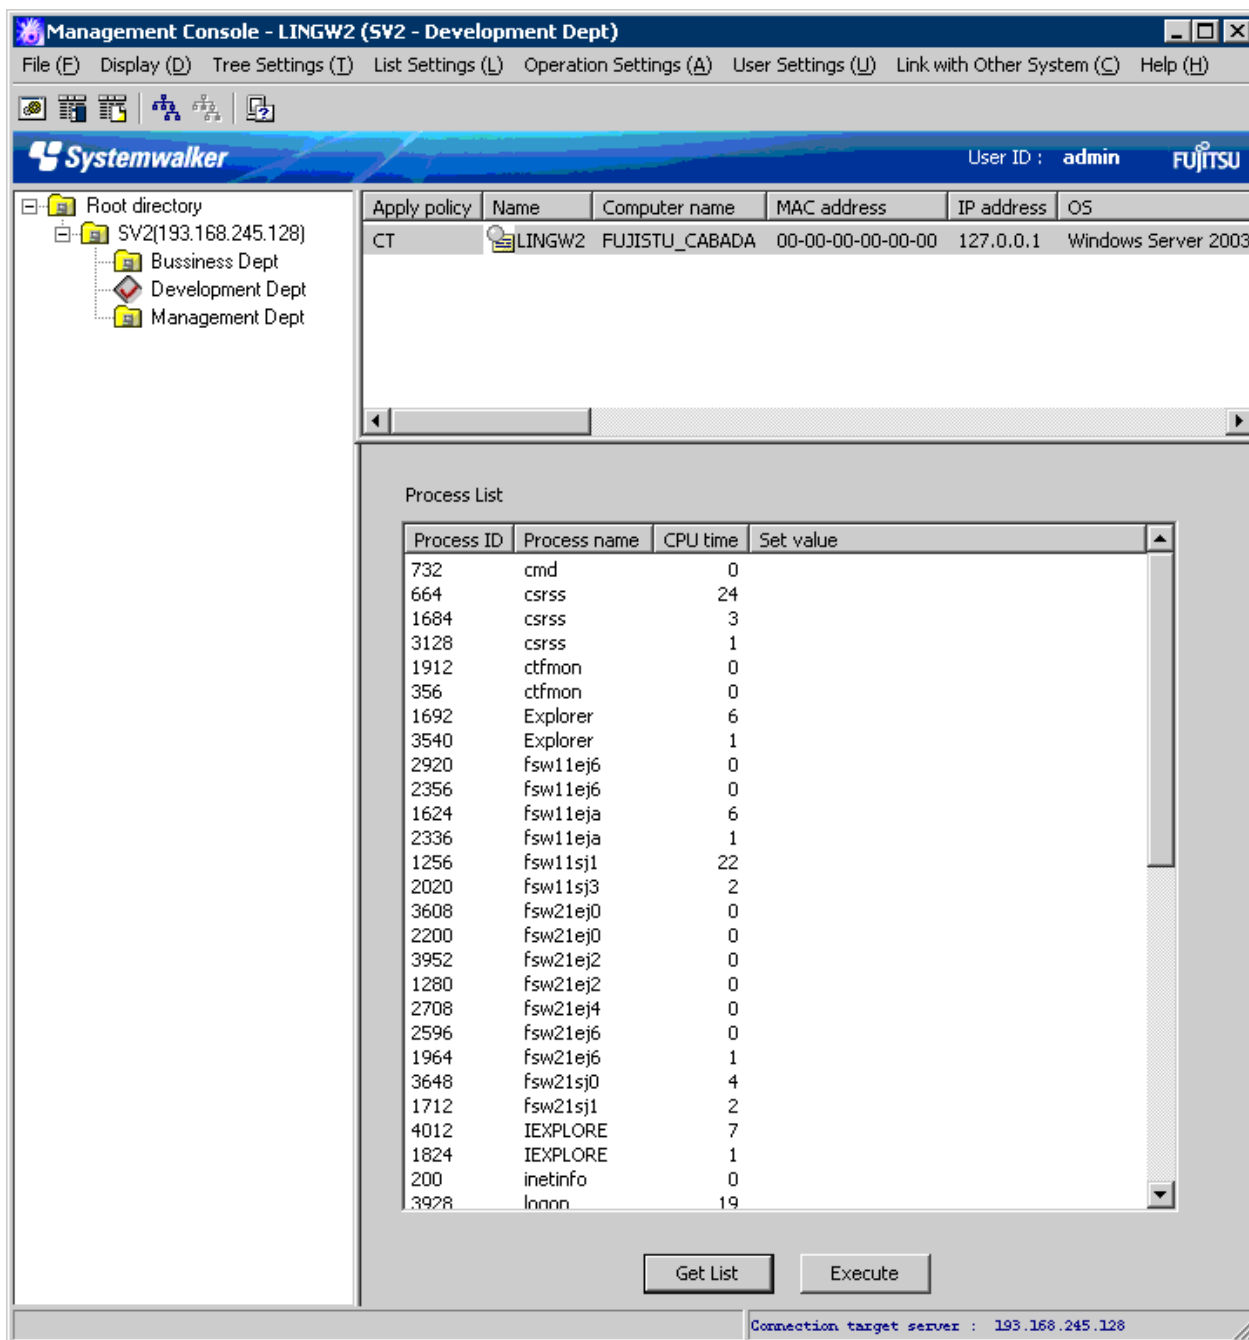 Management Console - LINGW2 (SV2 - Development Dept)
File (F) Display (D) Tree Settings (T) List Settings (L) Operation Settings (A) User Settings (U) Link with Other System (C) Help (H)
Systemwalker User ID : admin FUJITSU
Root directory
SV2(193.168.245.128)
Bussiness Dept
Development Dept
Management Dept
Apply policy Name Computer name MAC address IP address OS
CT LINGW2 FUJISTU_CABADA 00-00-00-00-00-00 127.0.0.1 Windows Server 2003
Process List
Process ID Process name CPU time Set value
732 cmd 0
664 csrss 24
1684 csrss 3
3128 csrss 1
1912 ctfmon 0
356 ctfmon 0
1692 Explorer 6
3540 Explorer 1
2920 fsw11ej6 0
2356 fsw11ej6 0
1624 fsw11eja 6
2336 fsw11eja 1
1256 fsw11sj1 22
2020 fsw11sj3 2
3608 fsw21ej0 0
2200 fsw21ej0 0
3952 fsw21ej2 0
1280 fsw21ej2 0
2708 fsw21ej4 0
2596 fsw21ej6 0
1964 fsw21ej6 1
3648 fsw21sj0 4
1712 fsw21sj1 2
4012 IEXPLORE 7
1824 IEXPLORE 1
200 inetinfo 0
3928 logon 19
Get List Execute
Connection target server : 193.168.245.128